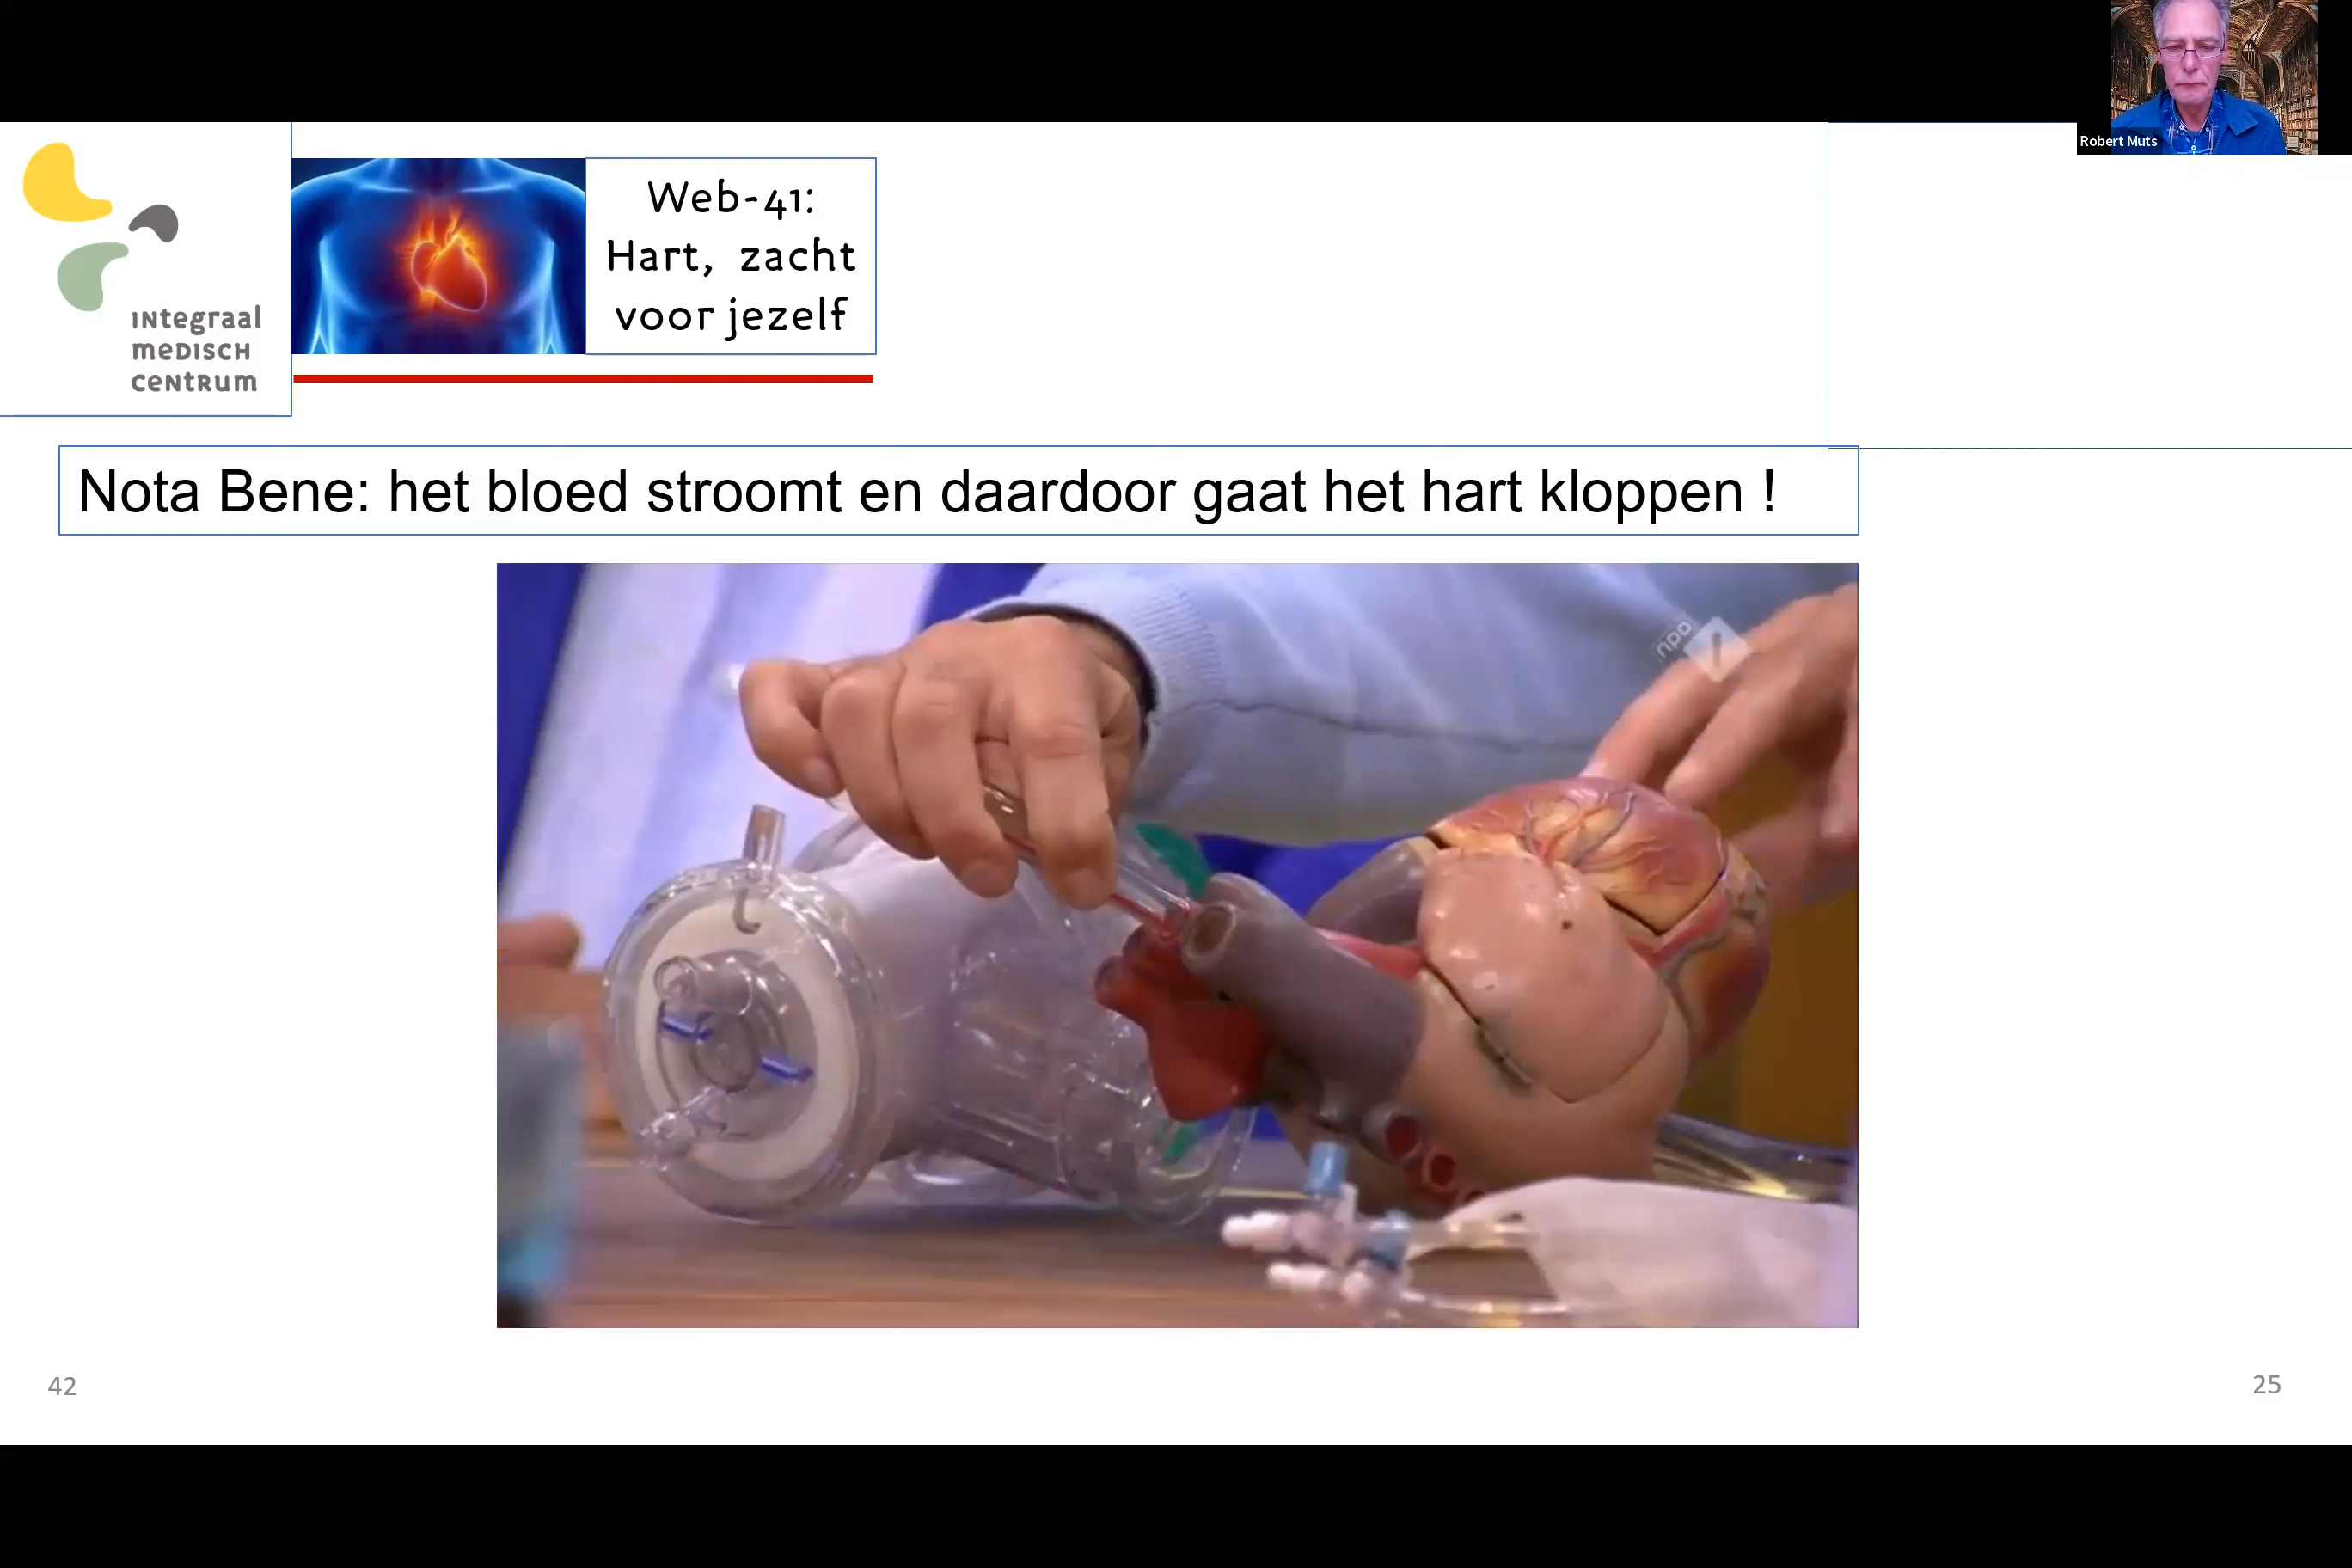 Robert Muts
INtegraal
meDISCH
CeNtRUM
Web-41:
Hart, zacht
voor jezelf
Nota Bene: het bloed stroomt en daardoor gaat het hart kloppen !
npo
42
25